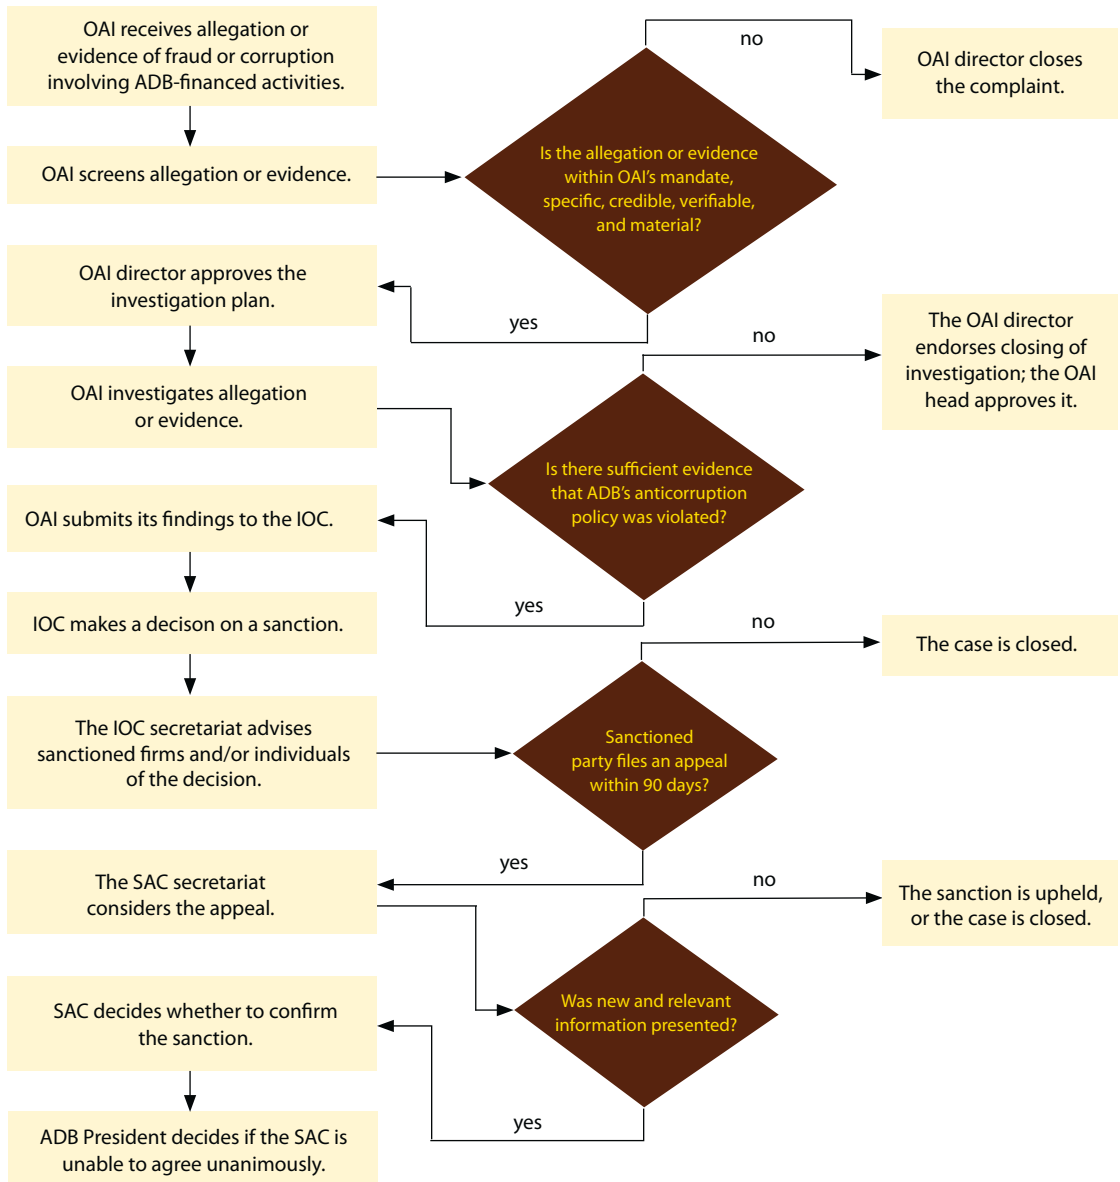 OAI receives allegation or
evidence of fraud or corruption
involving ADB-financed activities.
no
OAI director closes
the complaint.
OAI screens allegation or evidence.
Is the allegation or evidence
within OAI's mandate,
specific, credible, verifiable,
and material?
OAI director approves the
investigation plan.
yes
no
The OAI director
endorses closing of
investigation; the OAI
head approves it.
OAI investigates allegation
or evidence.
Is there sufficient evidence
that ADB's anticorruption
policy was violated?
OAI submits its findings to the IOC.
yes
IOC makes a decison on a sanction.
no
The case is closed.
The IOC secretariat advises
sanctioned firms and/or individuals
of the decision.
Sanctioned
party files an appeal
within 90 days?
yes
The SAC secretariat
considers the appeal.
no
The sanction is upheld,
or the case is closed.
Was new and relevant
information presented?
SAC decides whether to confirm
the sanction.
yes
ADB President decides if the SAC is
unable to agree unanimously.